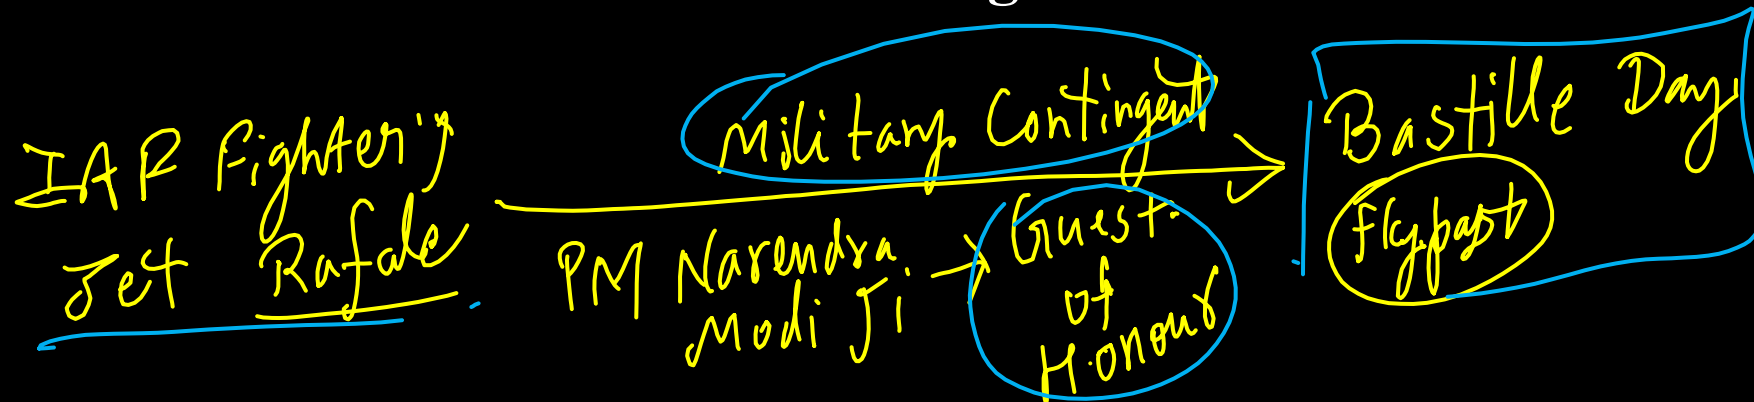 IAF Fighter's
Jet Rafale
Military Contingent
PM Narendra
Modi Ji
Guest
of
Honour
Bastille Day
Flypast